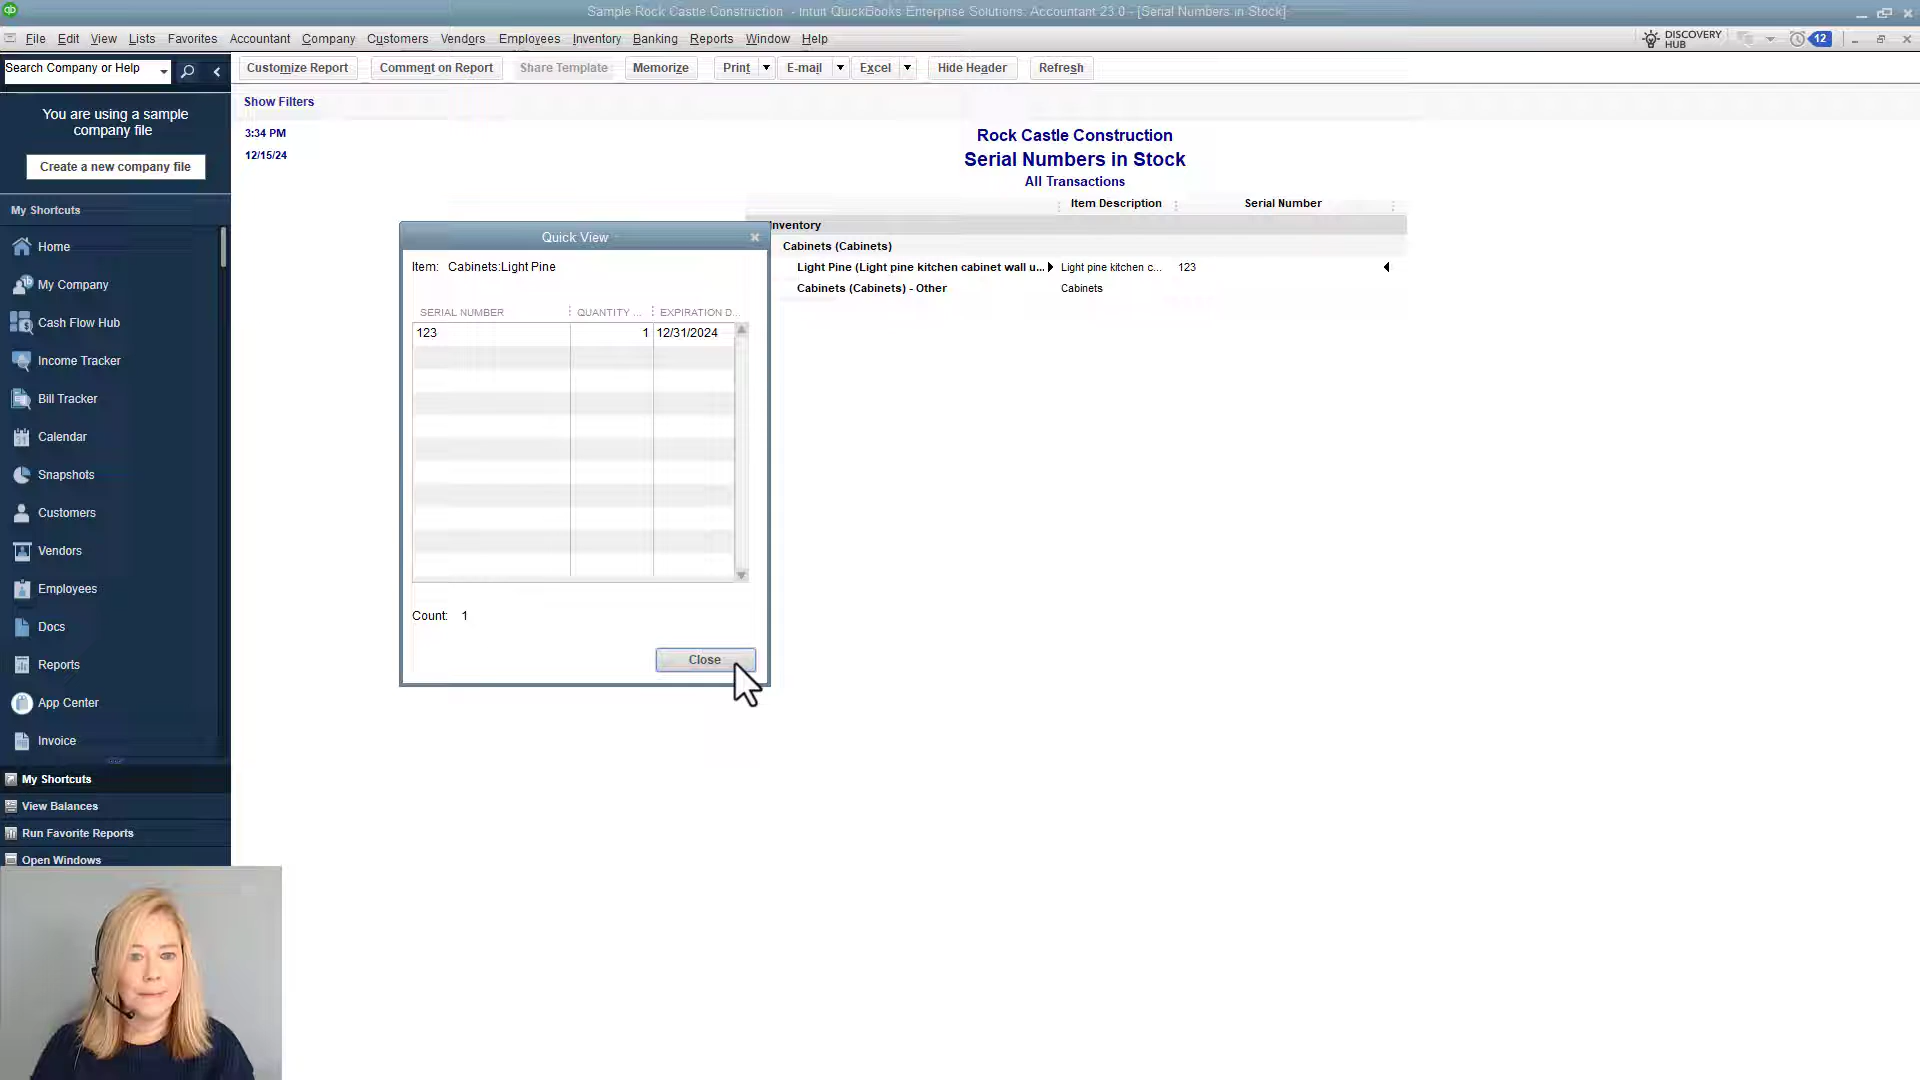 Sample Rock Castle Construction - Intuit QuickBooks Enterprise Solutions: Accountant 23.0 - [Serial Numbers in Stock]
File Edit View Lists Favorites Accountant Company Customers Vendors Employees Inventory Banking Reports Window Help
DISCOVERY
HUB
12
Search Company or Help
Customize Report Comment on Report Share Template Memorize Print E-mail Excel Hide Header Refresh
Show Filters
You are using a sample
company file
Create a new company file
My Shortcuts
Home
My Company
Cash Flow Hub
Income Tracker
Bill Tracker
Calendar
Snapshots
Customers
Vendors
Employees
Docs
Reports
App Center
Invoice
My Shortcuts
View Balances
Run Favorite Reports
Open Windows
3:34 PM
12/15/24
Rock Castle Construction
Serial Numbers in Stock
All Transactions
Item Description Serial Number
Inventory
Cabinets (Cabinets)
Light Pine (Light pine kitchen cabinet wall u... Light pine kitchen c... 123
Cabinets (Cabinets) - Other Cabinets
Quick View
Item: Cabinets:Light Pine
SERIAL NUMBER QUANTITY ... EXPIRATION D...
123 1 12/31/2024
Count: 1
Close